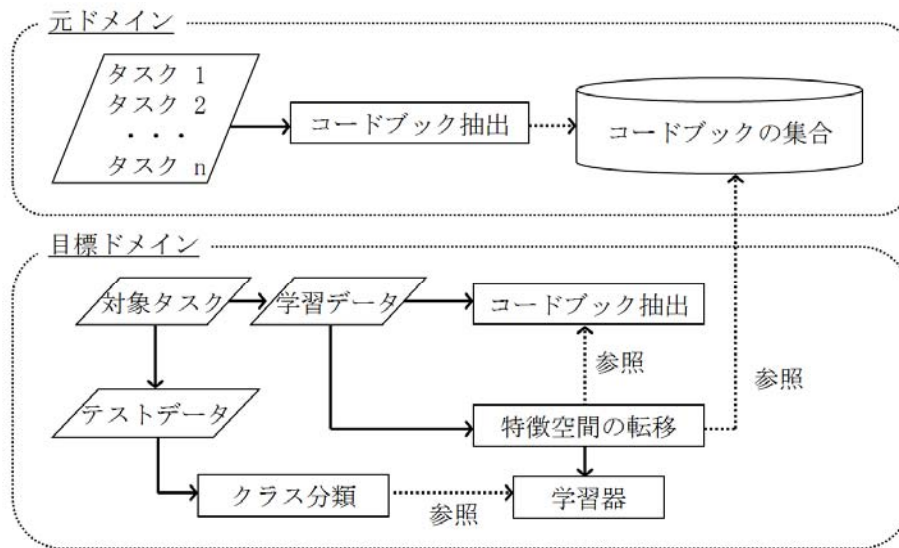 元ドメイン
タスク 1
タスク 2
・・・
タスク n
コードブック抽出
コードブックの集合
目標ドメイン
対象タスク
学習データ
コードブック抽出
参照
参照
テストデータ
特徴空間の転移
クラス分類
参照
学習器